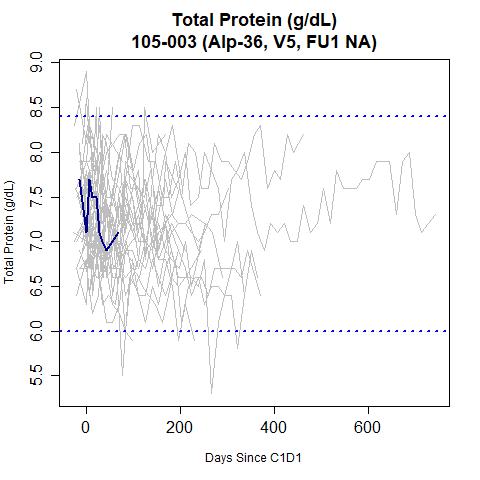 Total Protein (g/dL)
105-003 (Alp-36, V5, FU1 NA)
Total Protein (g/dL)
9.0
8.5
8.0
7.5
7.0
6.5
6.0
5.5
0 200 400 600
Days Since C1D1